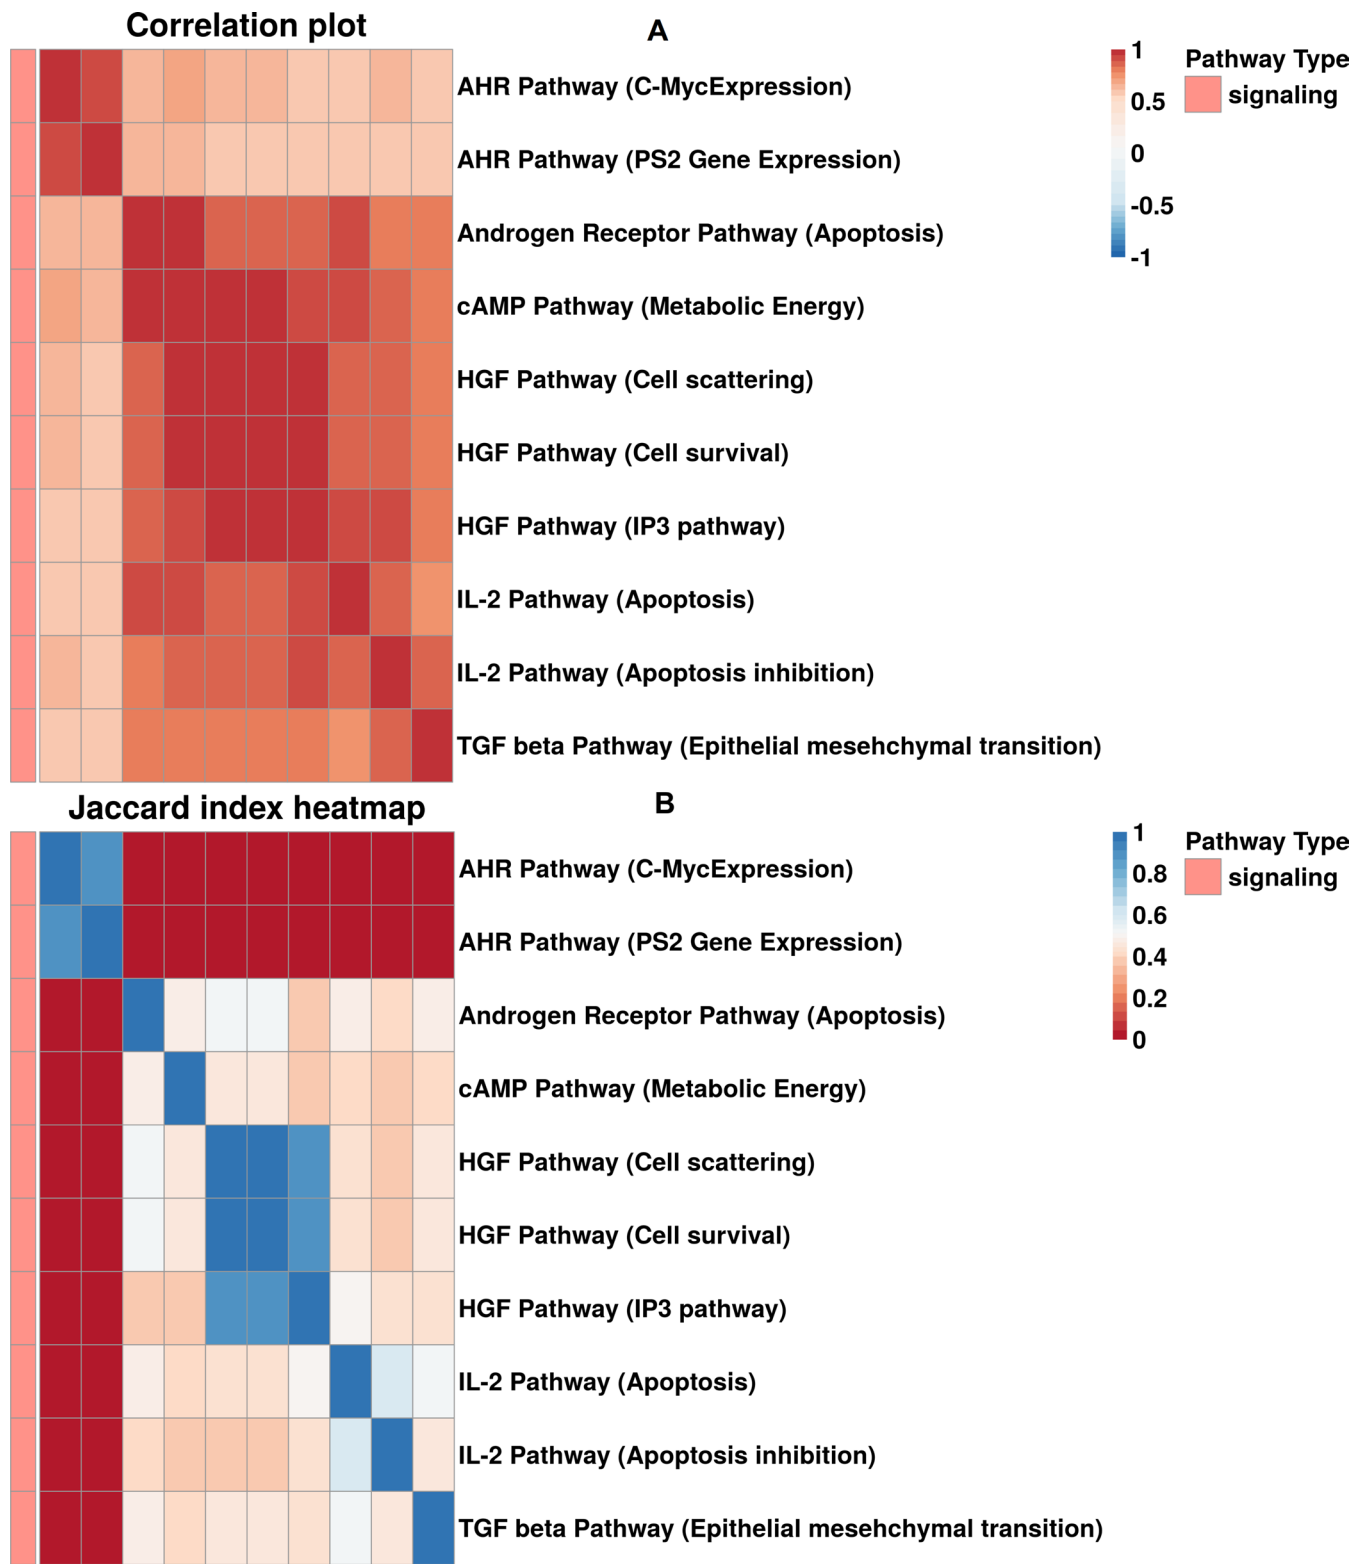 Correlation plot
A
AHR Pathway (C-MycExpression)
AHR Pathway (PS2 Gene Expression)
Androgen Receptor Pathway (Apoptosis)
cAMP Pathway (Metabolic Energy)
HGF Pathway (Cell scattering)
HGF Pathway (Cell survival)
HGF Pathway (IP3 pathway)
IL-2 Pathway (Apoptosis)
IL-2 Pathway (Apoptosis inhibition)
TGF beta Pathway (Epithelial mesehchymal transition)
1
0.5
0
-0.5
-1
Pathway Type
signaling
Jaccard index heatmap
B
AHR Pathway (C-MycExpression)
AHR Pathway (PS2 Gene Expression)
Androgen Receptor Pathway (Apoptosis)
cAMP Pathway (Metabolic Energy)
HGF Pathway (Cell scattering)
HGF Pathway (Cell survival)
HGF Pathway (IP3 pathway)
IL-2 Pathway (Apoptosis)
IL-2 Pathway (Apoptosis inhibition)
TGF beta Pathway (Epithelial mesehchymal transition)
1
0.8
0.6
0.4
0.2
0
Pathway Type
signaling